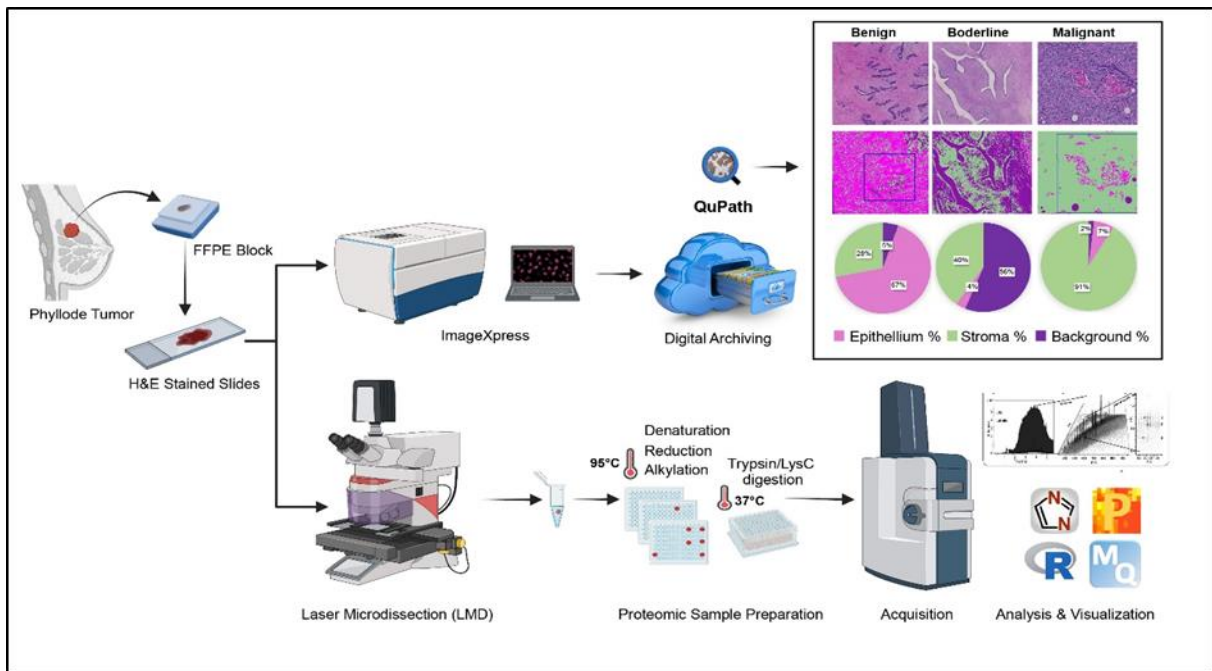 Benign
Boderline
Malignant
QuPath
Phyllode Tumor
FFPE Block
H&E Stained Slides
ImageXpress
Digital Archiving
28%
5%
67%
40%
4%
56%
2%
7%
91%
Epithellium %
Stroma %
Background %
Laser Microdissection (LMD)
95°C
Denaturation
Reduction
Alkylation
Trypsin/LysC
digestion
37°C
Proteomic Sample Preparation
Acquisition
N
N
P
R
M
Q
Analysis & Visualization